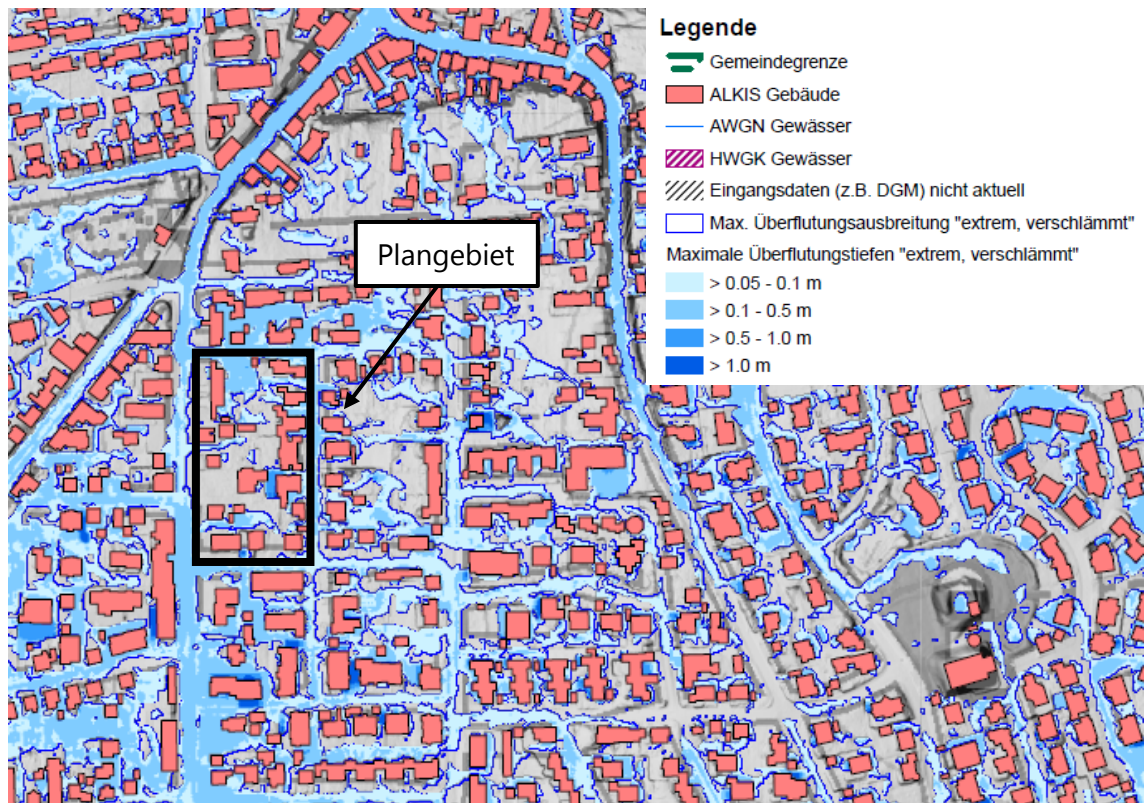 Legende
Gemeindegrenze
ALKIS Gebäude
AWGN Gewässer
HWGK Gewässer
Eingangsdaten (z.B. DGM) nicht aktuell
Max. Überflutungsausbreitung "extrem, verschlämmt"
Maximale Überflutungstiefen "extrem, verschlämmt"
> 0.05 - 0.1 m
> 0.1 - 0.5 m
> 0.5 - 1.0 m
> 1.0 m
Plangebiet